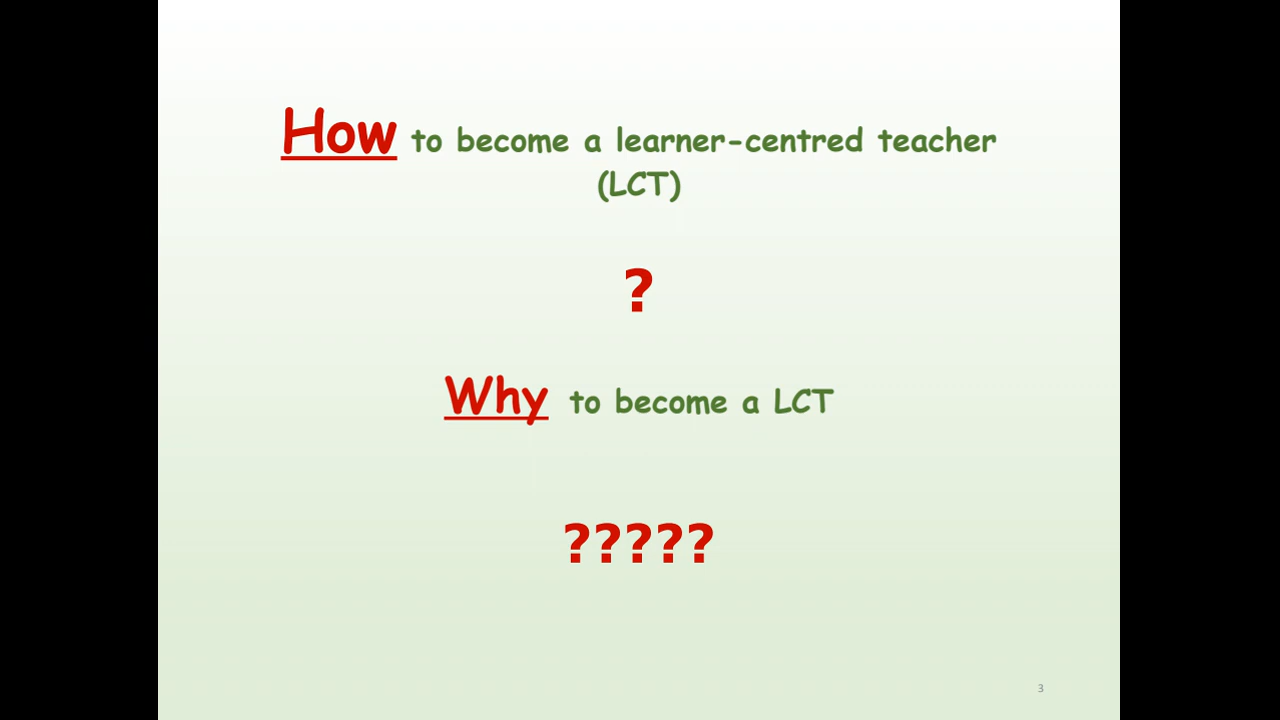 How to become a learner-centred teacher
(LCT)
?
Why to become a LCT
?????
3